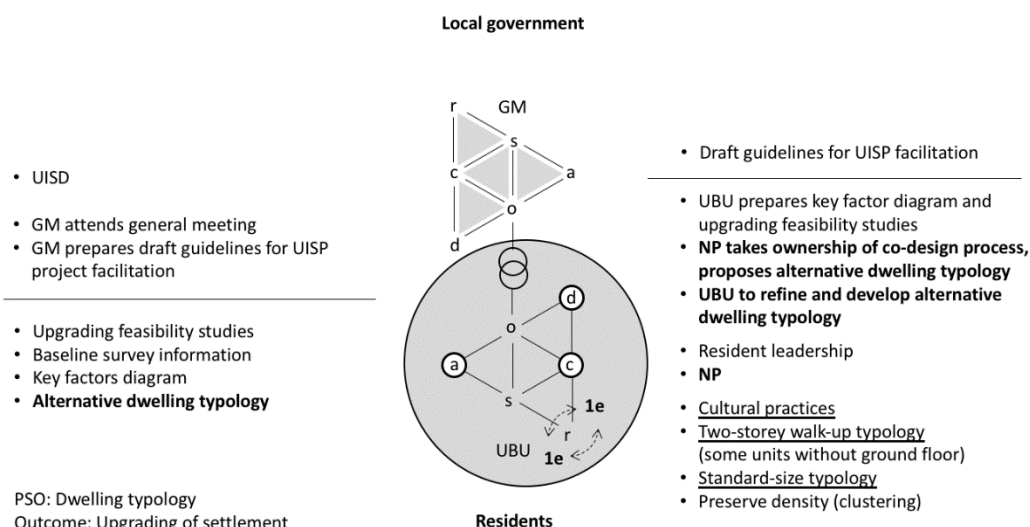 Local government
r GM
s
c a
o
d
• UISD
• GM attends general meeting
• GM prepares draft guidelines for UISP
project facilitation
• Upgrading feasibility studies
• Baseline survey information
• Key factors diagram
• Alternative dwelling typology
PSO: Dwelling typology
Outcome: Upgrading of settlement
d
o
a c
s
1e
r
UBU 1e
Residents
• Draft guidelines for UISP facilitation
• UBU prepares key factor diagram and
upgrading feasibility studies
• NP takes ownership of co-design process,
proposes alternative dwelling typology
• UBU to refine and develop alternative
dwelling typology
• Resident leadership
• NP
• Cultural practices
• Two-storey walk-up typology
(some units without ground floor)
• Standard-size typology
• Preserve density (clustering)